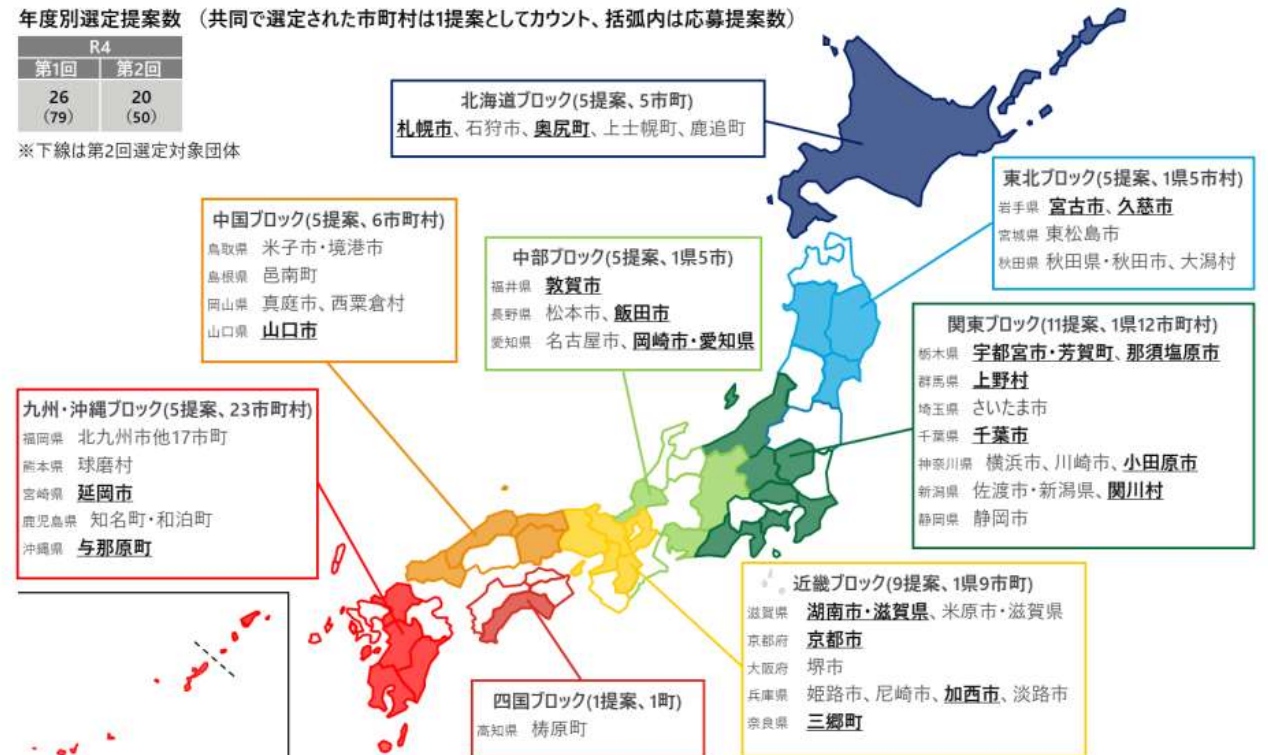 年度別選定提案数 （共同で選定された市町村は1提案としてカウント、括弧内は応募提案数）
R4
第1回 第2回
26 20
(79) (50)
※下線は第2回選定対象団体
北海道ブロック(5提案、5市町)
札幌市、石狩市、奥尻町、上士幌町、鹿追町
東北ブロック(5提案、1県5市村)
岩手県 宮古市、久慈市
宮城県 東松島市
秋田県 秋田県・秋田市、大潟村
中国ブロック(5提案、6市町村)
鳥取県 米子市・境港市
島根県 邑南町
岡山県 真庭市、西粟倉村
山口県 山口市
中部ブロック(5提案、1県5市)
福井県 敦賀市
長野県 松本市、飯田市
愛知県 名古屋市、岡崎市・愛知県
関東ブロック(11提案、1県12市町村)
栃木県 宇都宮市・芳賀町、那須塩原市
群馬県 上野村
埼玉県 さいたま市
千葉県 千葉市
神奈川県 横浜市、川崎市、小田原市
新潟県 佐渡市・新潟県、関川村
静岡県 静岡市
九州・沖縄ブロック(5提案、23市町村)
福岡県 北九州市他17市町
熊本県 球磨村
宮崎県 延岡市
鹿児島県 知名町・和泊町
沖縄県 与那原町
近畿ブロック(9提案、1県9市町)
滋賀県 湖南市・滋賀県、米原市・滋賀県
京都府 京都市
大阪府 堺市
兵庫県 姫路市、尼崎市、加西市、淡路市
奈良県 三郷町
四国ブロック(1提案、1町)
高知県 梼原町